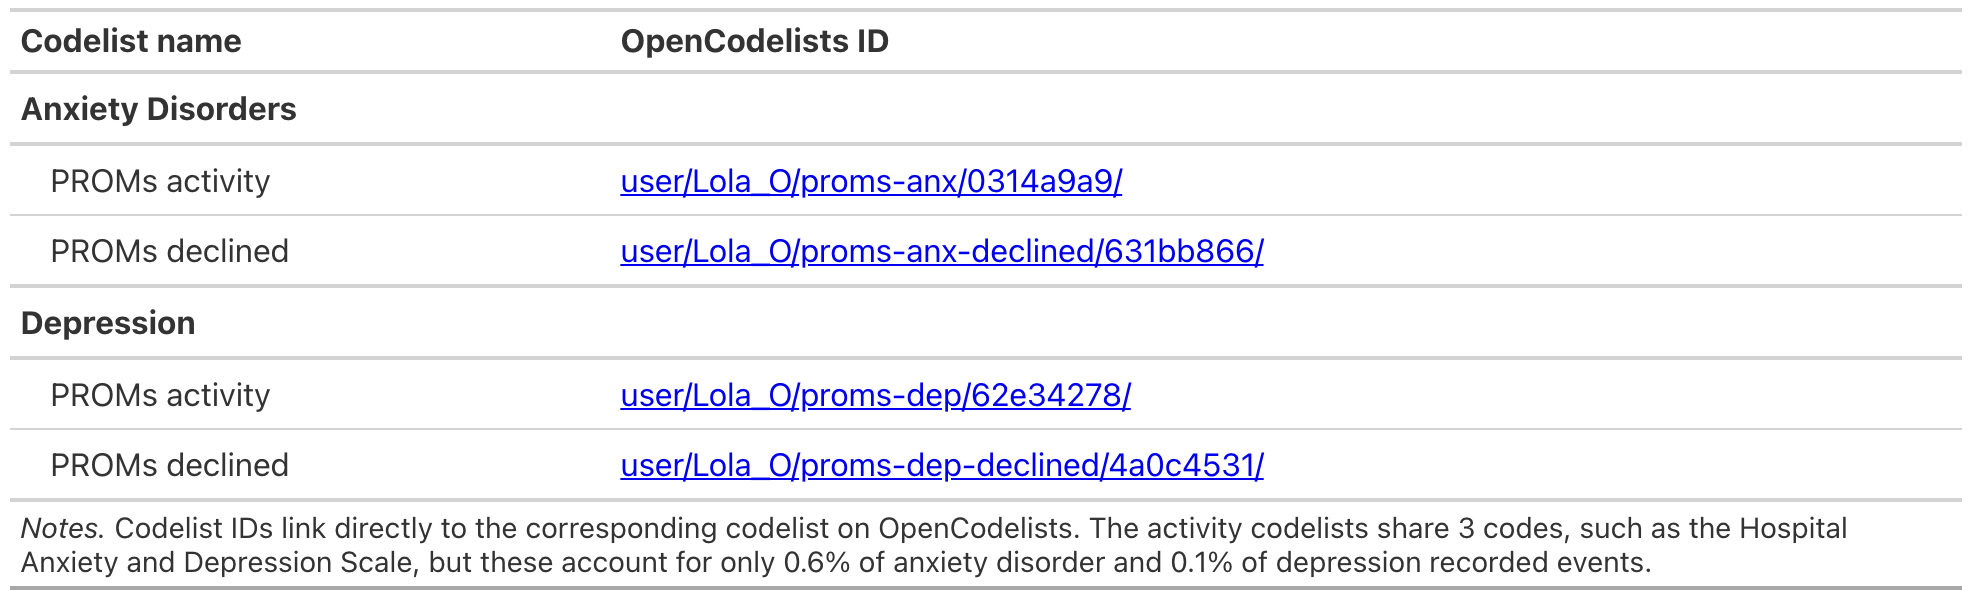 Codelist name OpenCodelists ID
Anxiety Disorders
PROMs activity user/Lola_O/proms-anx/0314a9a9/
PROMs declined user/Lola_O/proms-anx-declined/631bb866/
Depression
PROMs activity user/Lola_O/proms-dep/62e34278/
PROMs declined user/Lola_O/proms-dep-declined/4a0c4531/
Notes. Codelist IDs link directly to the corresponding codelist on OpenCodelists. The activity codelists share 3 codes, such as the Hospital
Anxiety and Depression Scale, but these account for only 0.6% of anxiety disorder and 0.1% of depression recorded events.